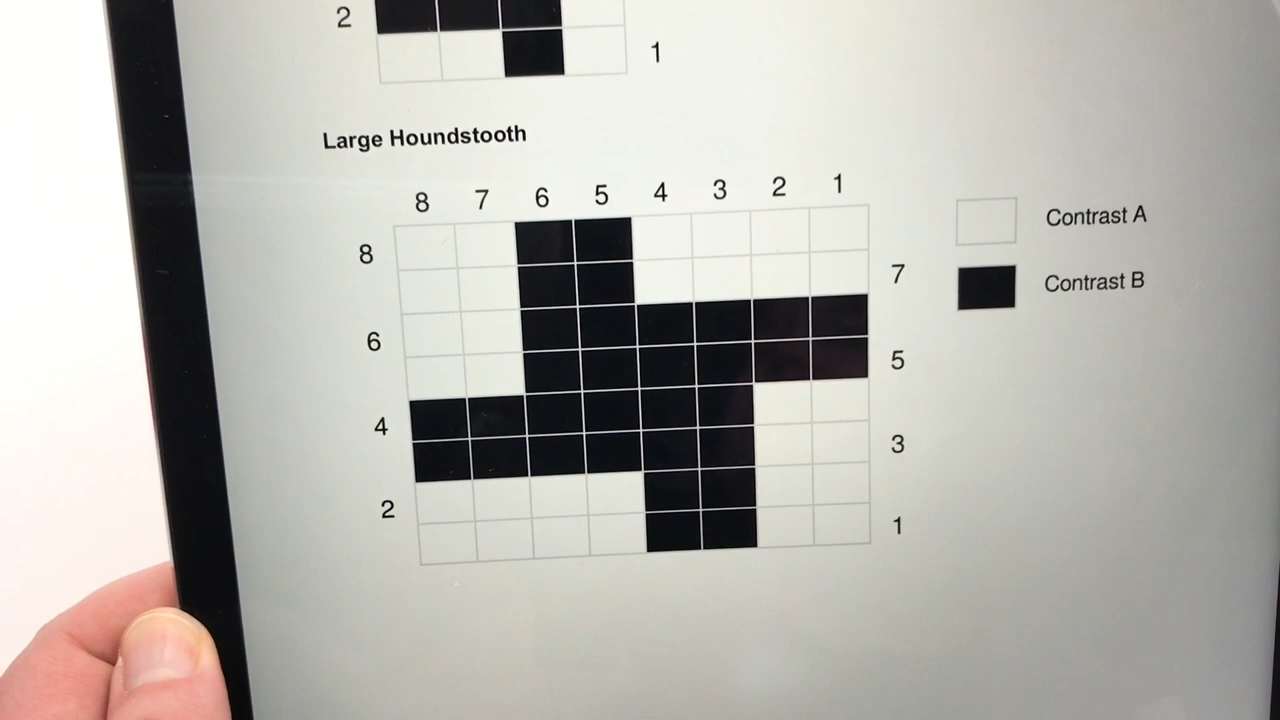 2
1
Large Houndstooth
8 7 6 5 4 3 2 1
8
7
6
5
4
3
2
1
Contrast A
Contrast B